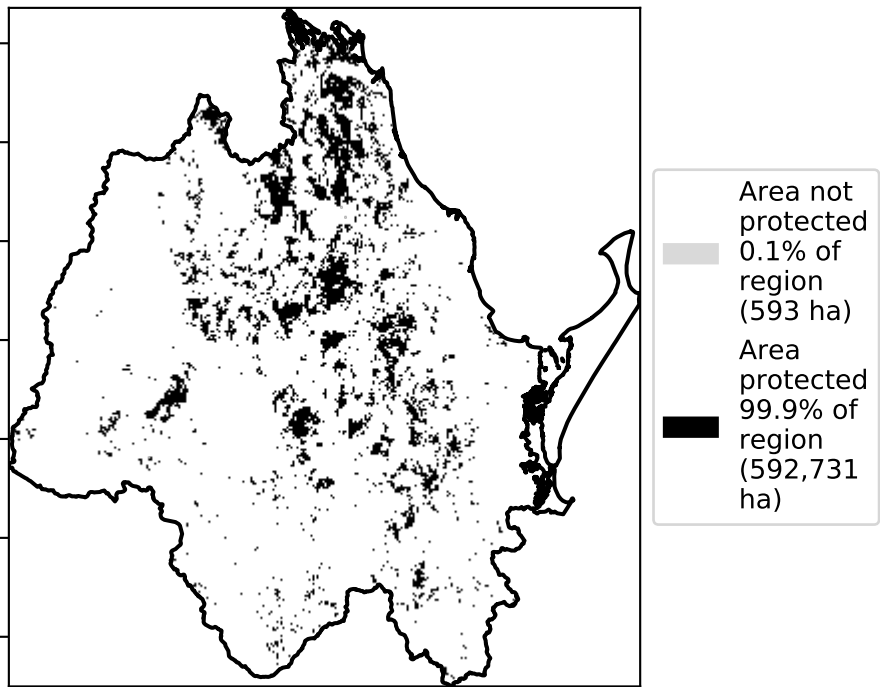 Area not
protected
0.1% of
region
(593 ha)
Area
protected
99.9% of
region
(592,731
ha)